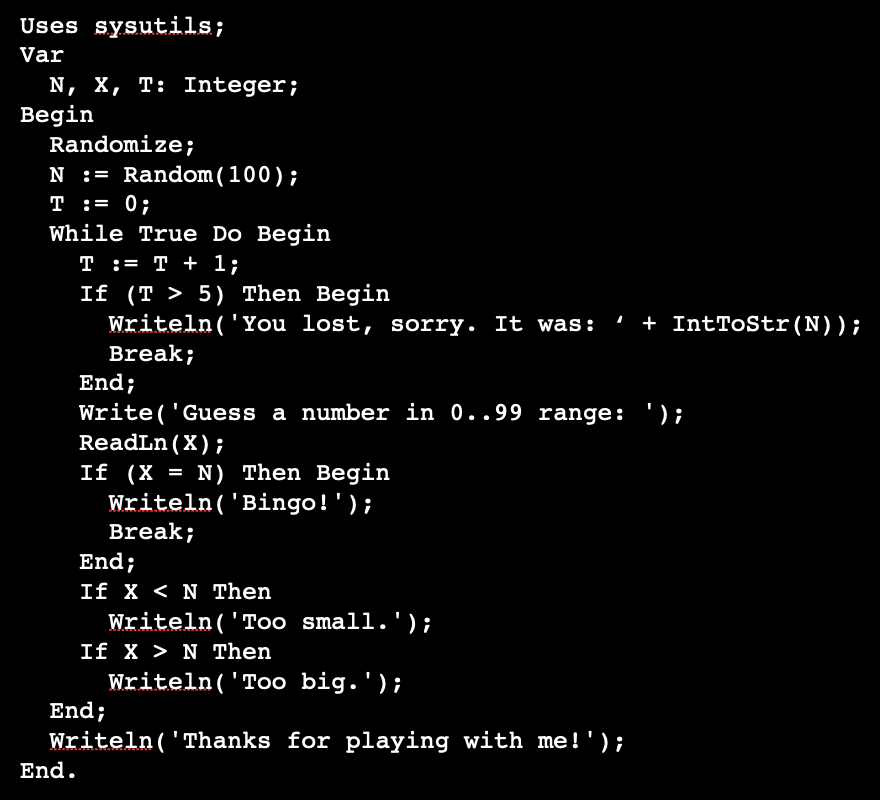 Uses sysutils;
Var
  N, X, T: Integer;
Begin
  Randomize;
  N := Random(100);
  T := 0;
  While True Do Begin
    T := T + 1;
    If (T > 5) Then Begin
      Writeln('You lost, sorry. It was: ‘ + IntToStr(N));
      Break;
    End;
    Write('Guess a number in 0..99 range: ');
    ReadLn(X);
    If (X = N) Then Begin
      Writeln('Bingo!');
      Break;
    End;
    If X < N Then
      Writeln('Too small.');
    If X > N Then
      Writeln('Too big.');
  End;
  Writeln('Thanks for playing with me!');
End.